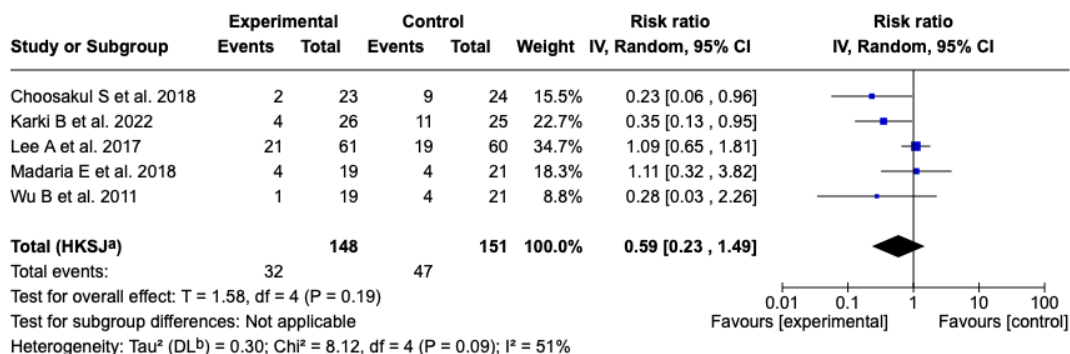 Experimental Control Risk ratio Risk ratio
Study or Subgroup Events Total Events Total Weight IV, Random, 95% CI IV, Random, 95% CI
Choosakul S et al. 2018 2 23 9 24 15.5% 0.23 [0.06 , 0.96]
Karki B et al. 2022 4 26 11 25 22.7% 0.35 [0.13 , 0.95]
Lee A et al. 2017 21 61 19 60 34.7% 1.09 [0.65 , 1.81]
Madaria E et al. 2018 4 19 4 21 18.3% 1.11 [0.32 , 3.82]
Wu B et al. 2011 1 19 4 21 8.8% 0.28 [0.03 , 2.26]
Total (HKSJᵃ) 148 151 100.0% 0.59 [0.23 , 1.49]
Total events: 32 47
Test for overall effect: T = 1.58, df = 4 (P = 0.19)
Test for subgroup differences: Not applicable
Heterogeneity: Tau² (DLᵇ) = 0.30; Chi² = 8.12, df = 4 (P = 0.09); I² = 51%
0.01 0.1 1 10 100
Favours [experimental] Favours [control]